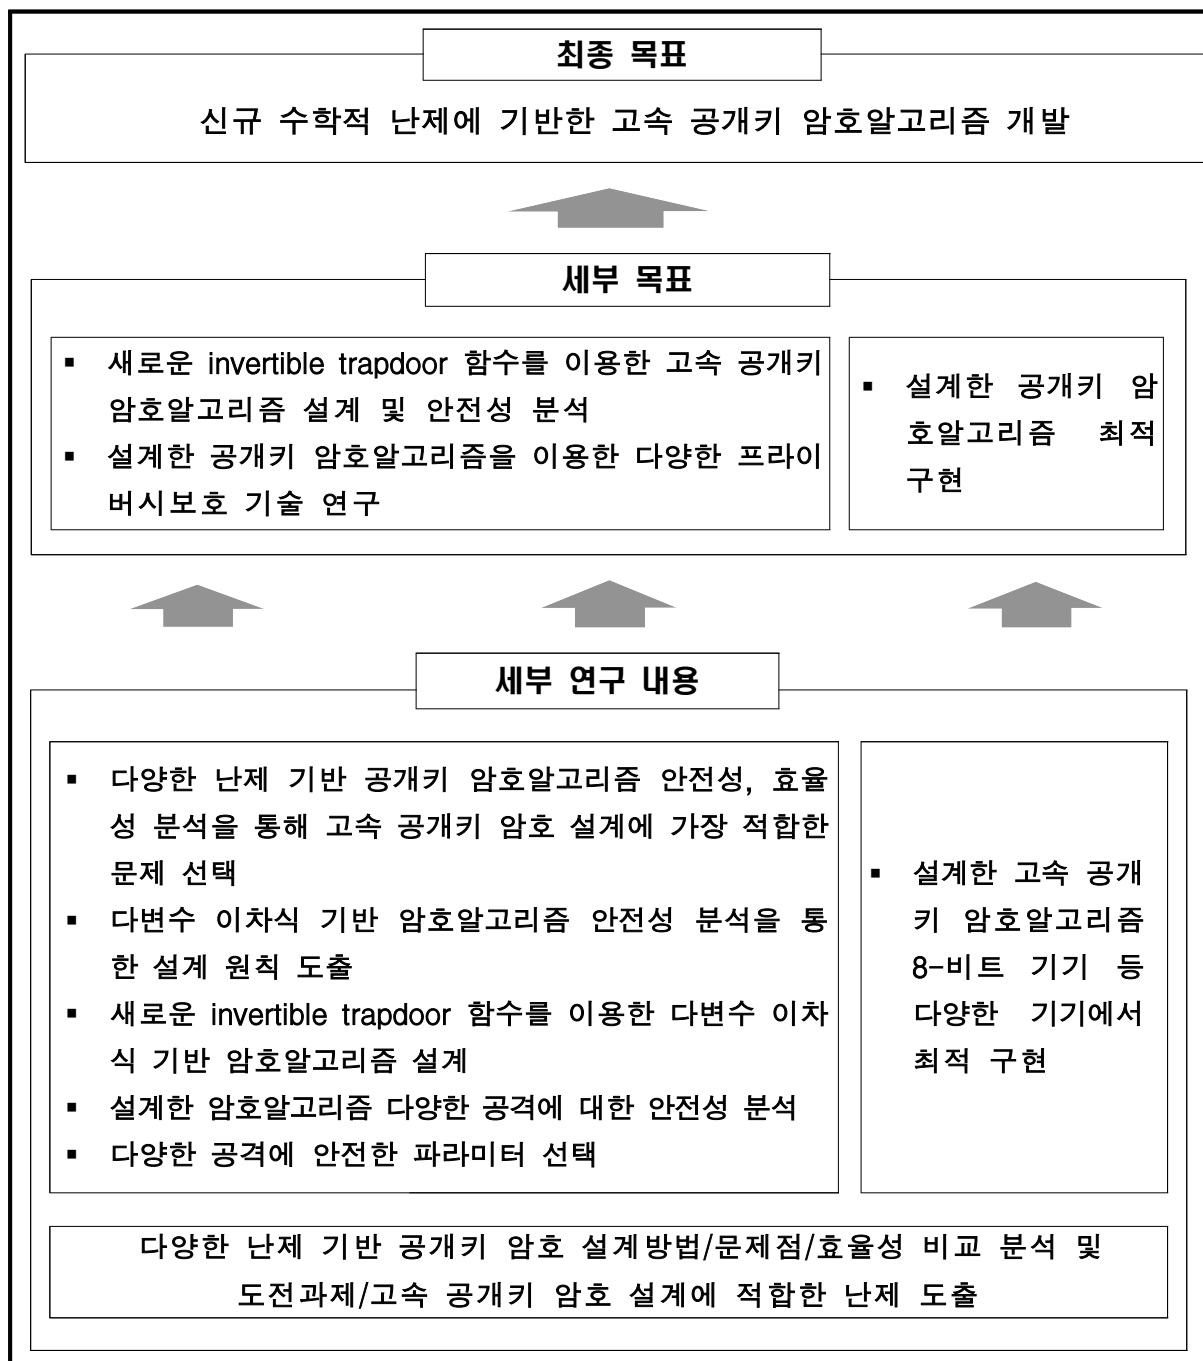 최종 목표
신규 수학적 난제에 기반한 고속 공개키 암호알고리즘 개발
세부 목표
▪ 새로운 invertible trapdoor 함수를 이용한 고속 공개키
암호알고리즘 설계 및 안전성 분석
▪ 설계한 공개키 암호알고리즘을 이용한 다양한 프라이
버시보호 기술 연구
▪ 설계한 공개키 암
호알고리즘 최적
구현
세부 연구 내용
▪ 다양한 난제 기반 공개키 암호알고리즘 안전성, 효율
성 분석을 통해 고속 공개키 암호 설계에 가장 적합한
문제 선택
▪ 다변수 이차식 기반 암호알고리즘 안전성 분석을 통
한 설계 원칙 도출
▪ 새로운 invertible trapdoor 함수를 이용한 다변수 이차
식 기반 암호알고리즘 설계
▪ 설계한 암호알고리즘 다양한 공격에 대한 안전성 분석
▪ 다양한 공격에 안전한 파라미터 선택
▪ 설계한 고속 공개
키 암호알고리즘
8-비트 기기 등
다양한 기기에서
최적 구현
다양한 난제 기반 공개키 암호 설계방법/문제점/효율성 비교 분석 및
도전과제/고속 공개키 암호 설계에 적합한 난제 도출